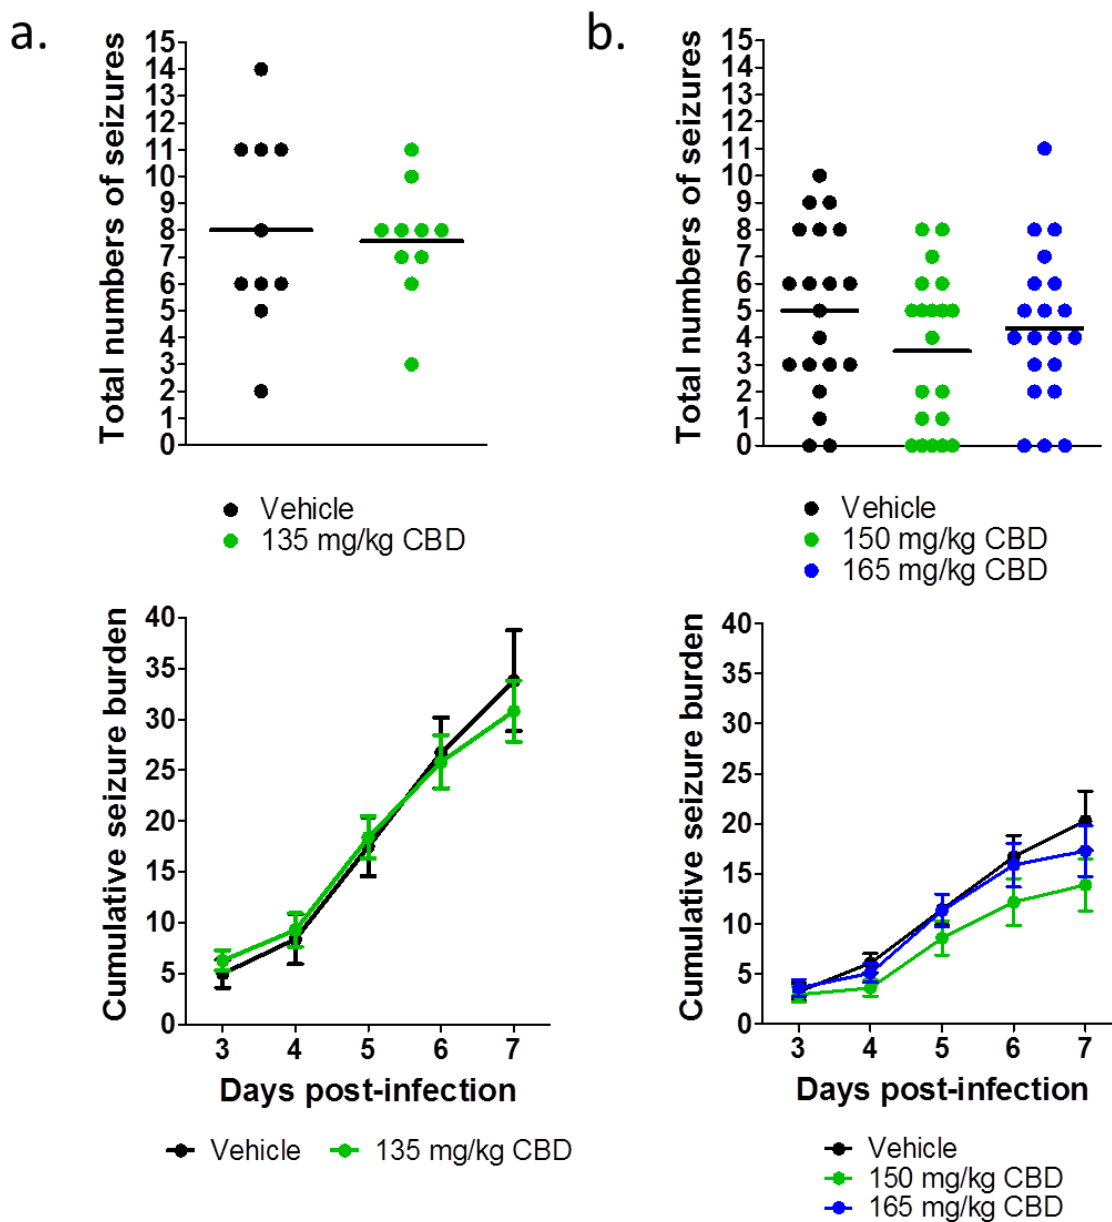 a.
Total numbers of seizures
15
14
13
12
11
10
9
8
7
6
5
4
3
2
1
0
Vehicle
135 mg/kg CBD
Cumulative seizure burden
40
35
30
25
20
15
10
5
0
3 4 5 6 7
Days post-infection
Vehicle 135 mg/kg CBD
b.
Total numbers of seizures
15
14
13
12
11
10
9
8
7
6
5
4
3
2
1
0
Vehicle
150 mg/kg CBD
165 mg/kg CBD
Cumulative seizure burden
40
35
30
25
20
15
10
5
0
3 4 5 6 7
Days post-infection
Vehicle
150 mg/kg CBD
165 mg/kg CBD